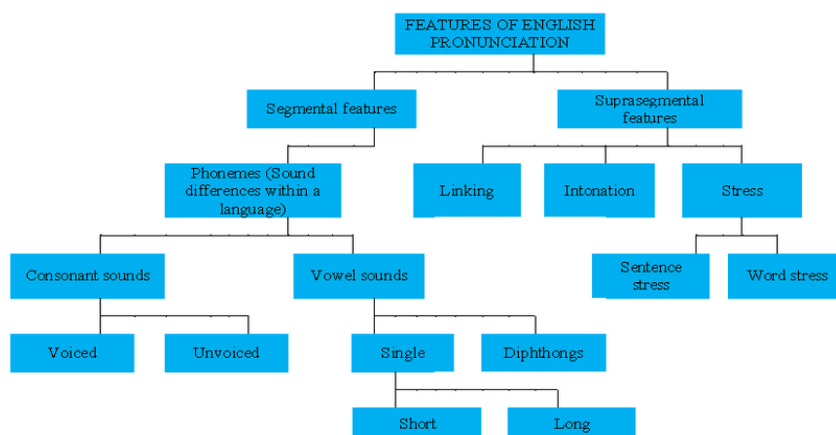 FEATURES OF ENGLISH
PRONUNCIATION
Segmental features
Suprasegmental
features
Phonemes (Sound
differences within a
language)
Linking
Intonation
Stress
Consonant sounds
Vowel sounds
Sentence
stress
Word stress
Voiced
Unvoiced
Single
Diphthongs
Short
Long